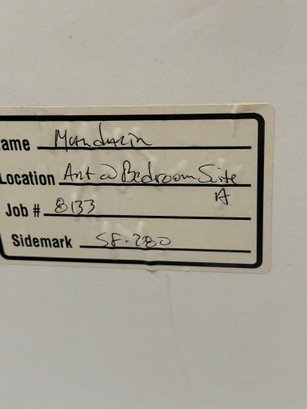 ame Mandarin
Location Art @ Bedroom Suite
A
Job # 8133
Sidemark SF-280